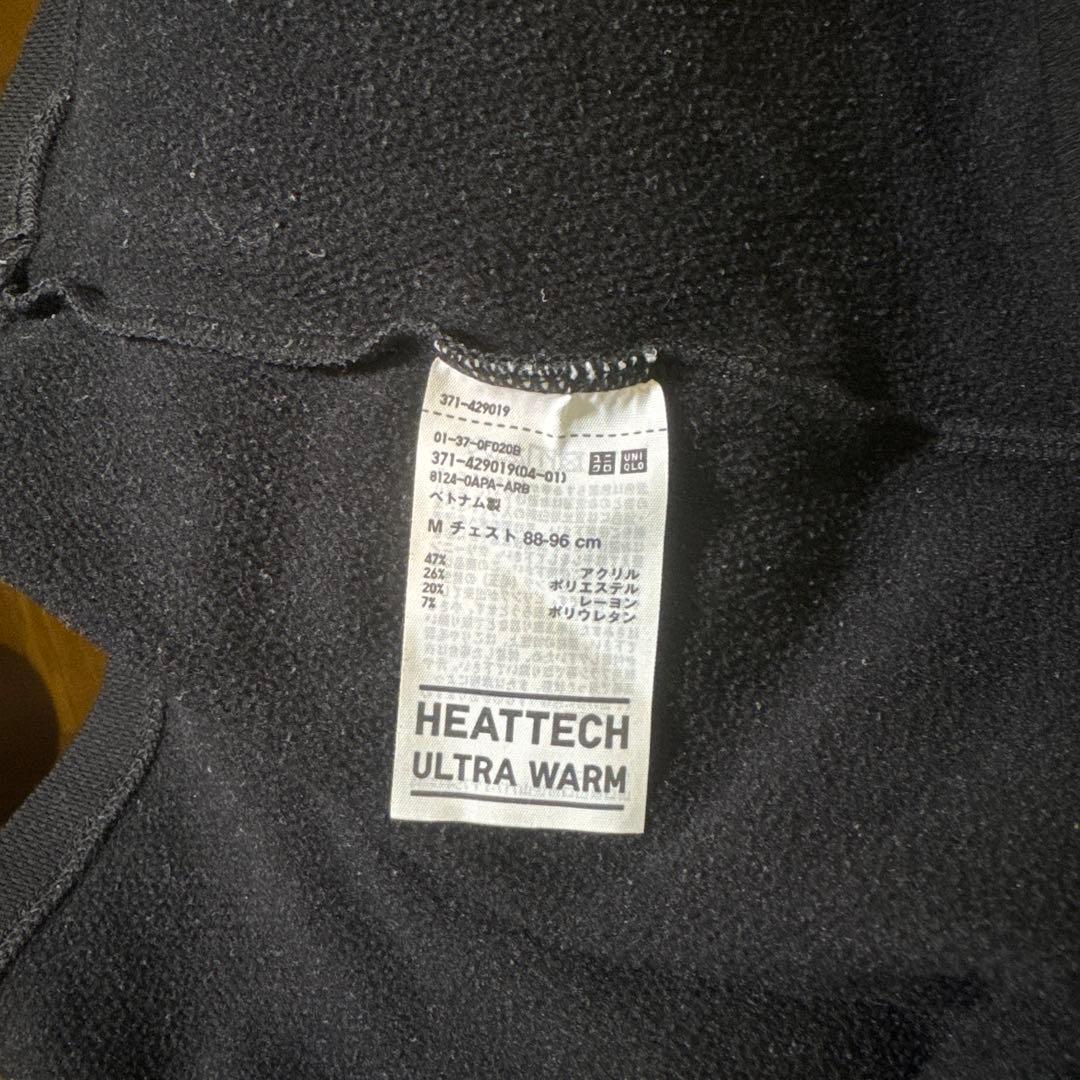 371-429019
01-37-0F020B
371-429019(04-01)
ユニ
クロ
UNI
QLO
8124-0APA-ARB
ベトナム製
M チェスト 88-96 cm
47% アクリル
26% ポリエステル
20% レーヨン
7% ポリウレタン
HEATTECH
ULTRA WARM